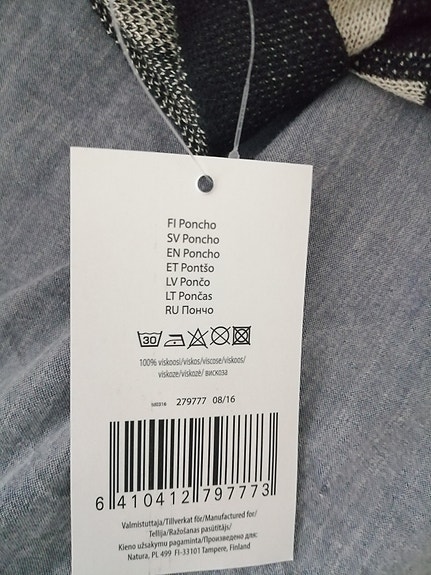 FI Poncho
SV Poncho
EN Poncho
ET Pontšo
LV Pončo
LT Pončas
RU Пончо
30
100% viskoosi/viskos/viscose/viskoos/
viskoze/viskozė/ вискоза
279777 08/16
6 410412 797773
Valmistuttaja/Tillverkat för/Manufactured for/
Tellija/Ražošanas pasūtītājs/
Kieno užsakymu pagaminta/Произведено для:
Natura, PL 499 FI-33101 Tampere, Finland